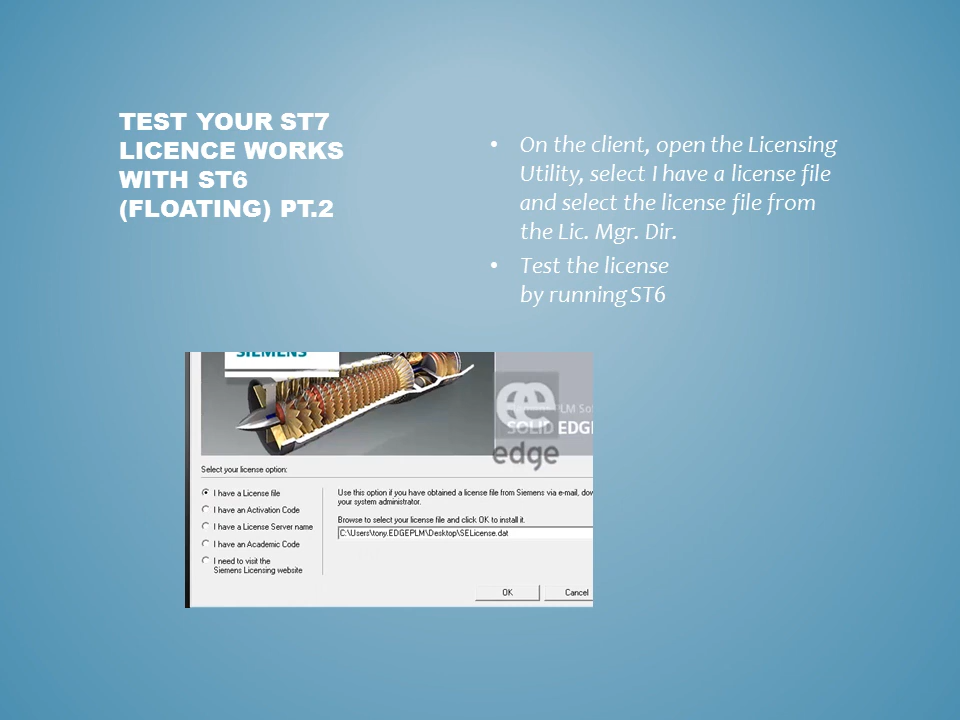 TEST YOUR ST7
LICENCE WORKS
WITH ST6
(FLOATING) PT.2
• On the client, open the Licensing
Utility, select I have a license file
and select the license file from
the Lic. Mgr. Dir.
• Test the license
by running ST6
SIEMENS
PLM So
SOLID EDGE
edge
Select your license option:
I have a License file
I have an Activation Code
I have a License Server name
I have an Academic Code
I need to visit the
Siemens Licensing website
Use this option if you have obtained a license file from Siemens via e-mail, dow
your system administrator.
Browse to select your license file and click OK to install it.
C:\Users\tony.EDGEPLM\Desktop\SELicense.dat
OK
Cancel